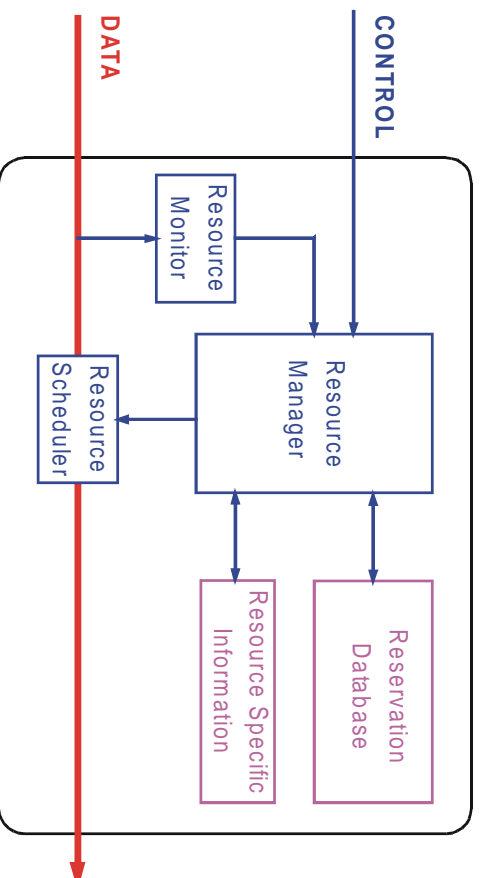 CONTROL
DATA
Resource
Monitor
Resource
Manager
Resource
Scheduler
Reservation
Database
Resource Specific
Information